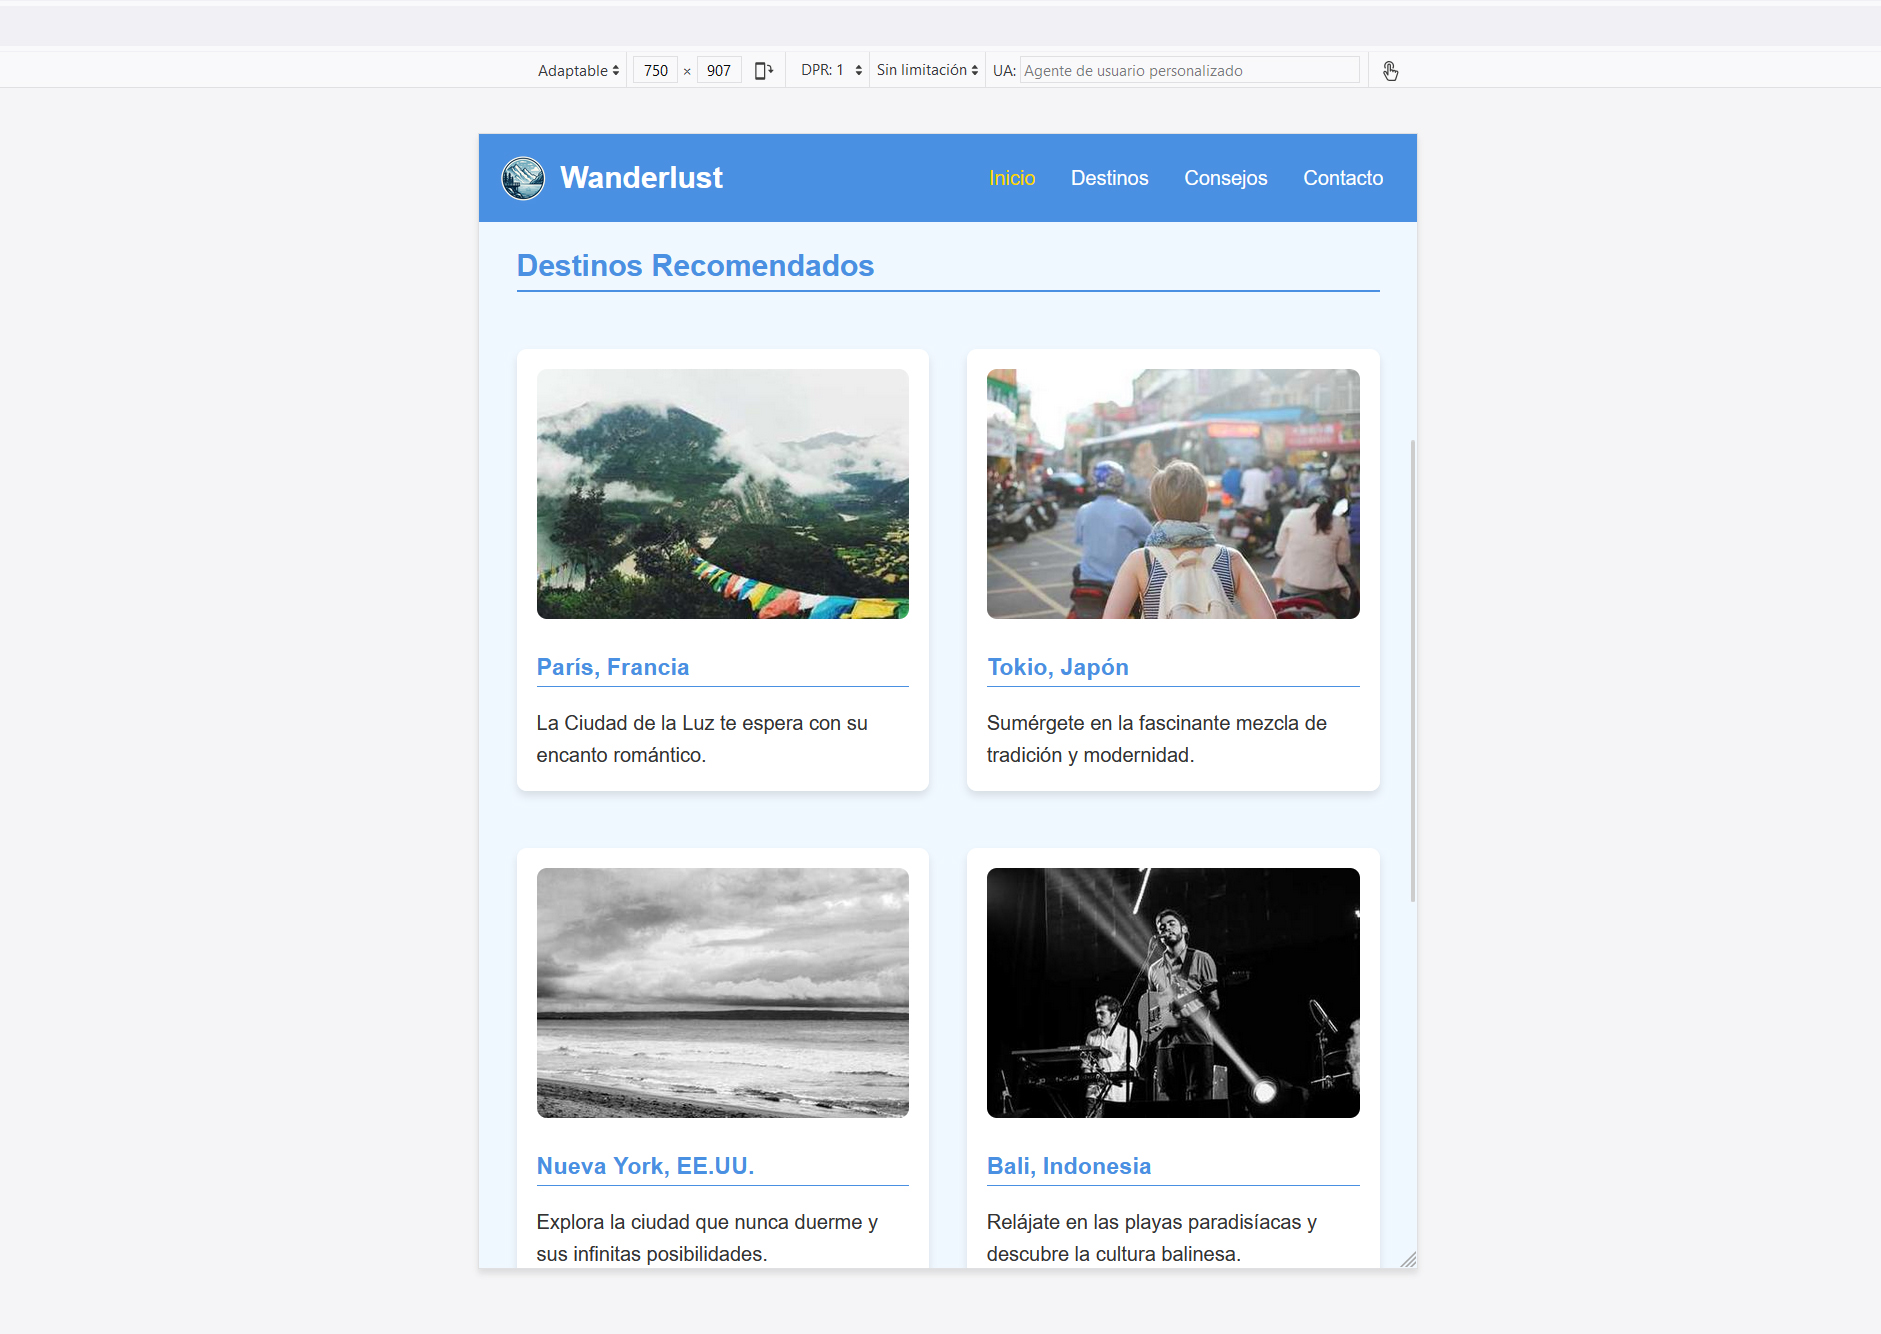 Adaptable 750 × 907 DPR: 1 Sin limitación UA: Agente de usuario personalizado
Wanderlust Inicio Destinos Consejos Contacto
Destinos Recomendados
París, Francia
La Ciudad de la Luz te espera con su
encanto romántico.
Tokio, Japón
Sumérgete en la fascinante mezcla de
tradición y modernidad.
Nueva York, EE.UU.
Explora la ciudad que nunca duerme y
sus infinitas posibilidades.
Bali, Indonesia
Relájate en las playas paradisíacas y
descubre la cultura balinesa.